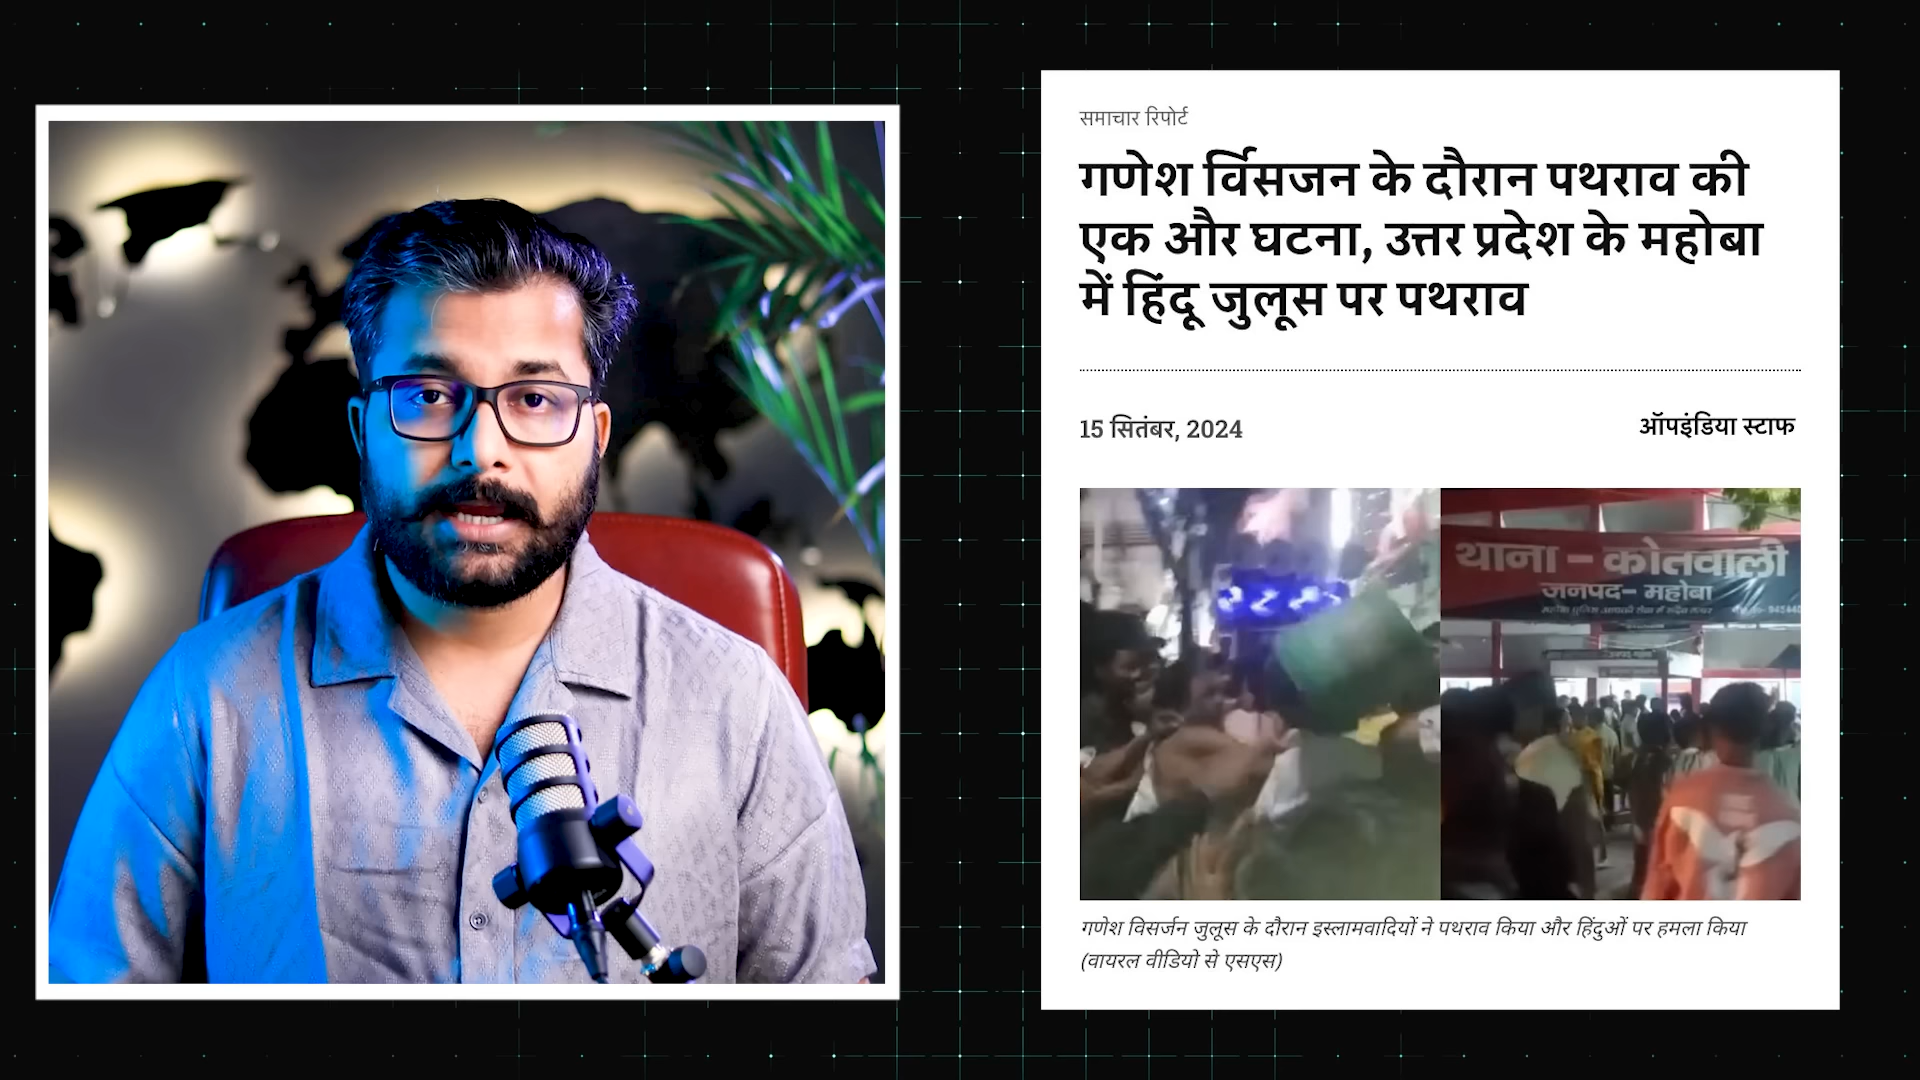 समाचार रिपोर्ट
गणेश र्विसजन के दौरान पथराव की
एक और घटना, उत्तर प्रदेश के महोबा
में हिंदू जुलूस पर पथराव
15 सितंबर, 2024
ऑपइंडिया स्टाफ
थाना - कोतवाली
जनपद- महोबा
गणेश विसर्जन जुलूस के दौरान इस्लामवादियों ने पथराव किया और हिंदुओं पर हमला किया
(वायरल वीडियो से एसएस)